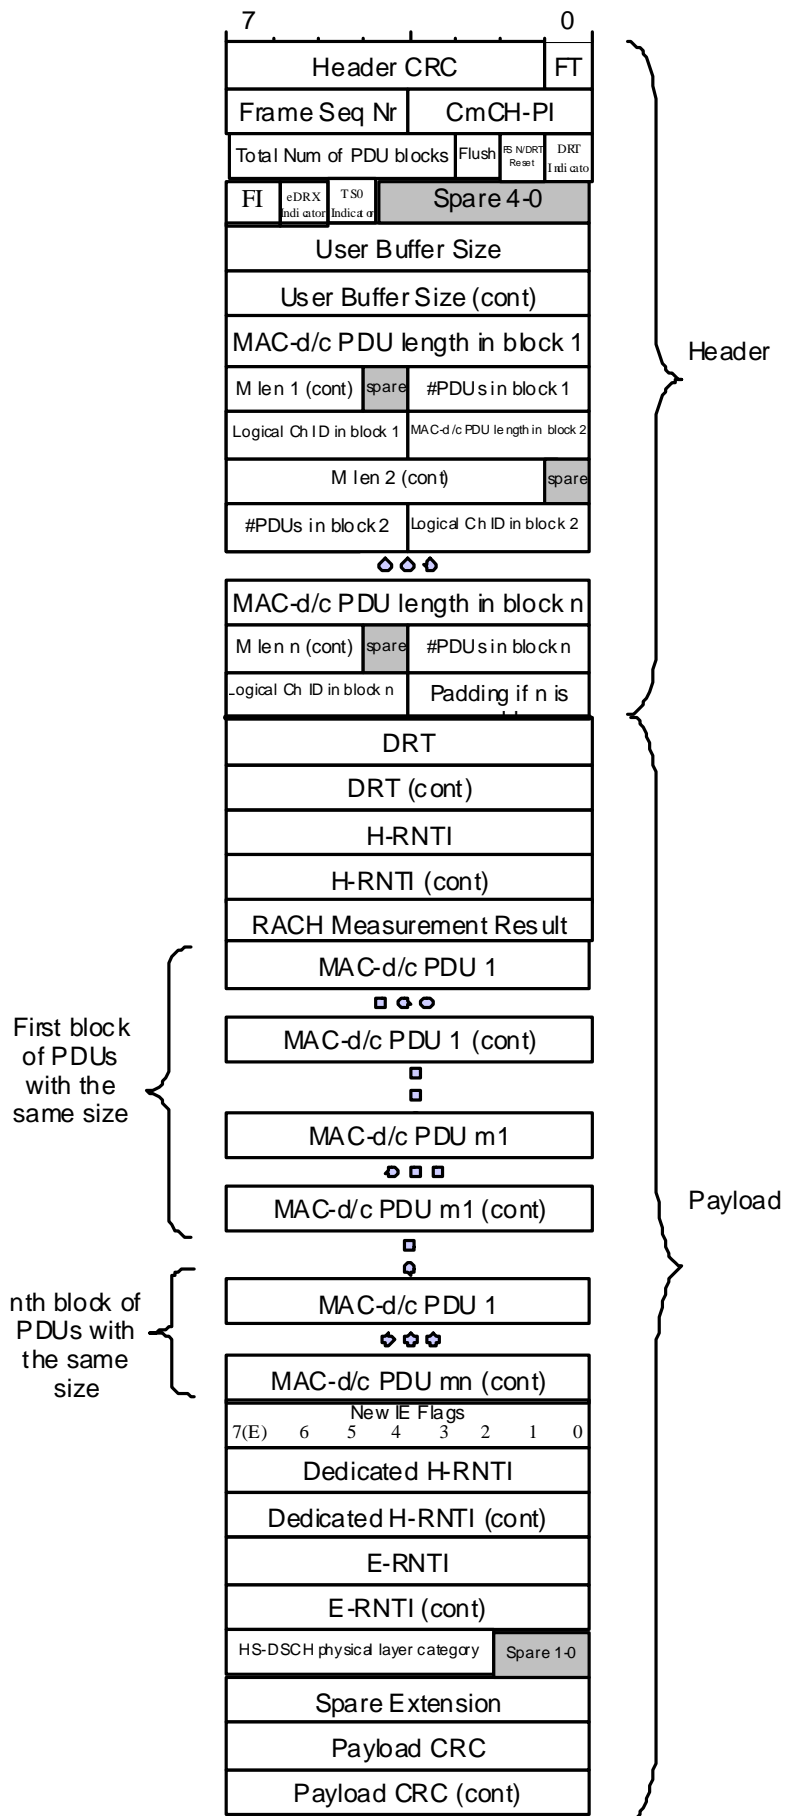 7 0
Header CRC FT
Frame Seq Nr CmCH-PI
Total Num of PDU blocks Flush FSN/DRT Reset DRT Indicator
FI eDRX Indicator TS0 Indicator Spare 4-0
User Buffer Size
User Buffer Size (cont)
MAC-d/c PDU length in block 1
Header
M len 1 (cont) spare #PDUs in block 1
Logical Ch ID in block 1 MAC-d/c PDU length in block 2
M len 2 (cont) spare
#PDUs in block 2 Logical Ch ID in block 2
MAC-d/c PDU length in block n
M len n (cont) spare #PDUs in block n
Logical Ch ID in block n Padding if n is
DRT
DRT (cont)
H-RNTI
H-RNTI (cont)
RACH Measurement Result
MAC-d/c PDU 1
First block
of PDUs
with the
same size
MAC-d/c PDU 1 (cont)
MAC-d/c PDU m1
MAC-d/c PDU m1 (cont)
Payload
nth block of
PDUs with
the same
size
MAC-d/c PDU 1
MAC-d/c PDU mn (cont)
New IE Flags
7(E) 6 5 4 3 2 1 0
Dedicated H-RNTI
Dedicated H-RNTI (cont)
E-RNTI
E-RNTI (cont)
HS-DSCH physical layer category Spare 1-0
Spare Extension
Payload CRC
Payload CRC (cont)